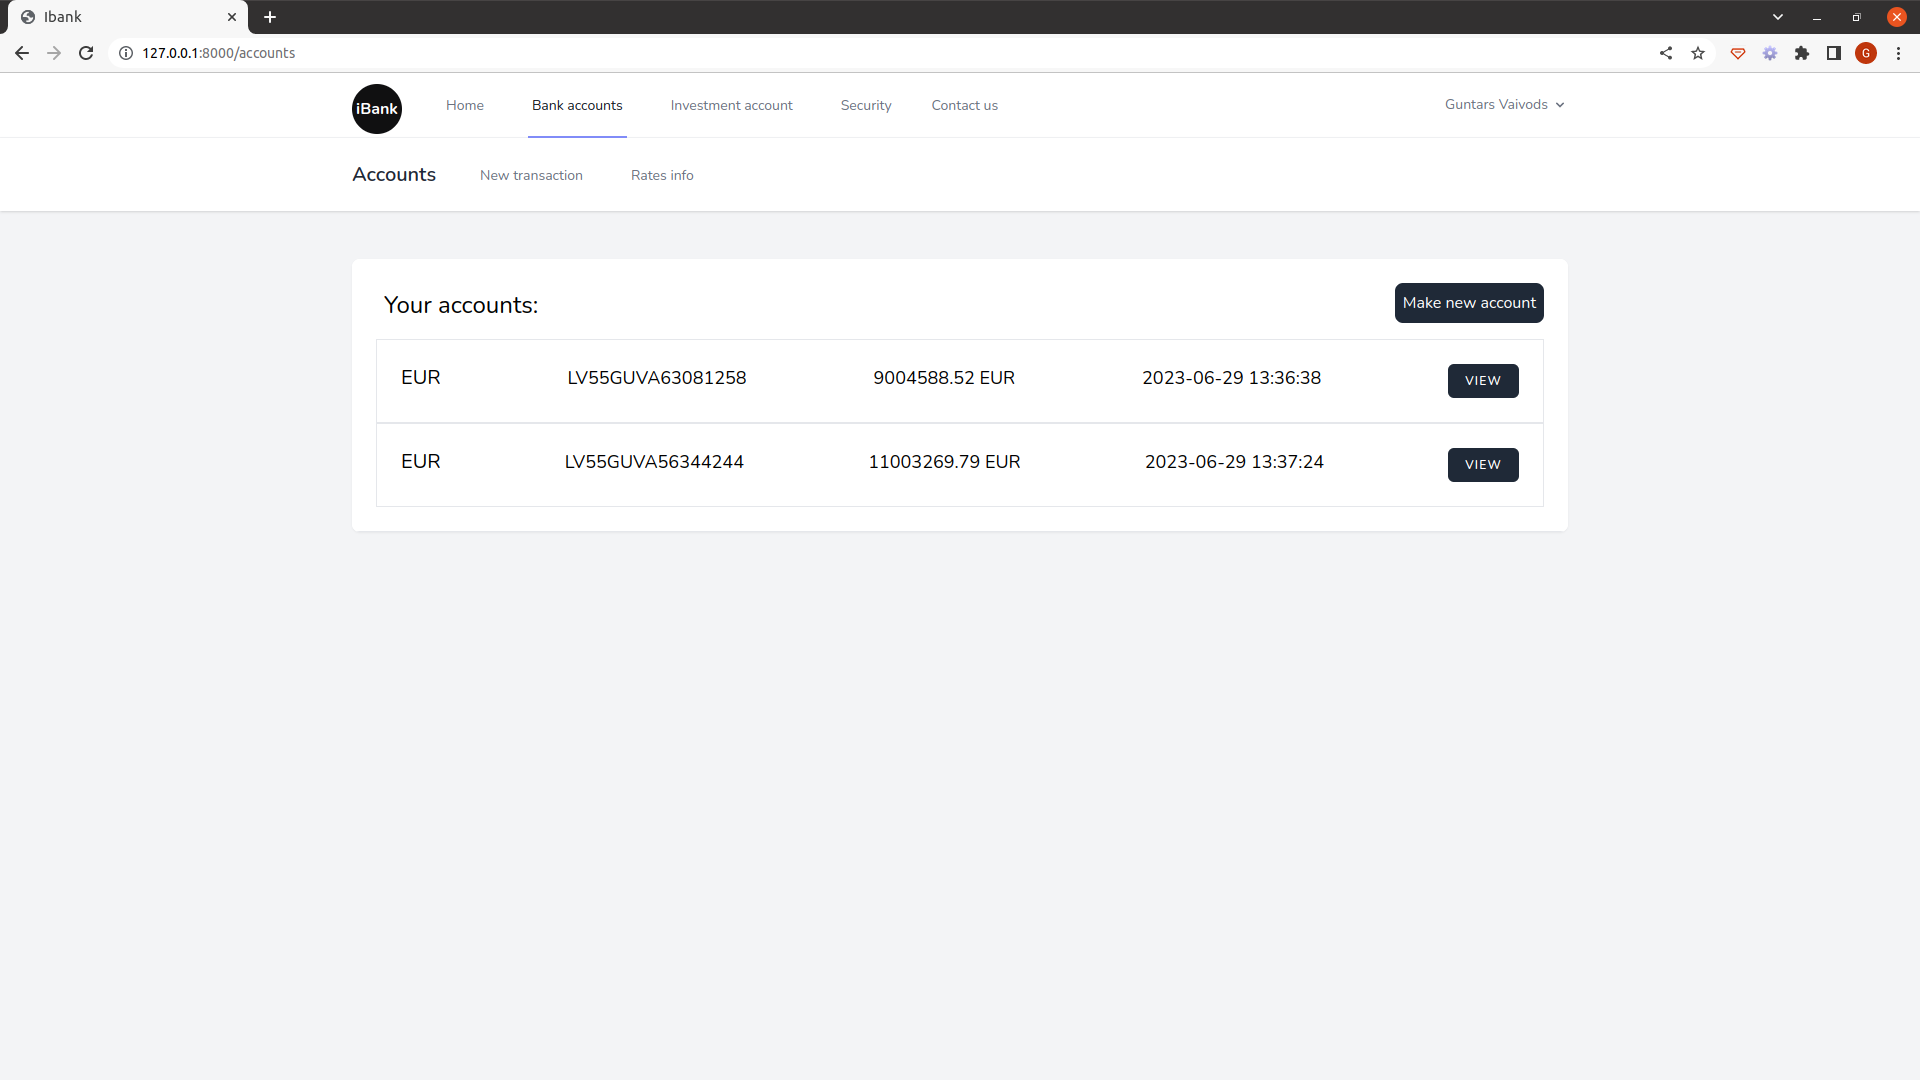 Ibank
127.0.0.1:8000/accounts
G
iBank
Home Bank accounts Investment account Security Contact us Guntars Vaivods
Accounts New transaction Rates info
Your accounts: Make new account
EUR LV55GUVA63081258 9004588.52 EUR 2023-06-29 13:36:38 VIEW
EUR LV55GUVA56344244 11003269.79 EUR 2023-06-29 13:37:24 VIEW